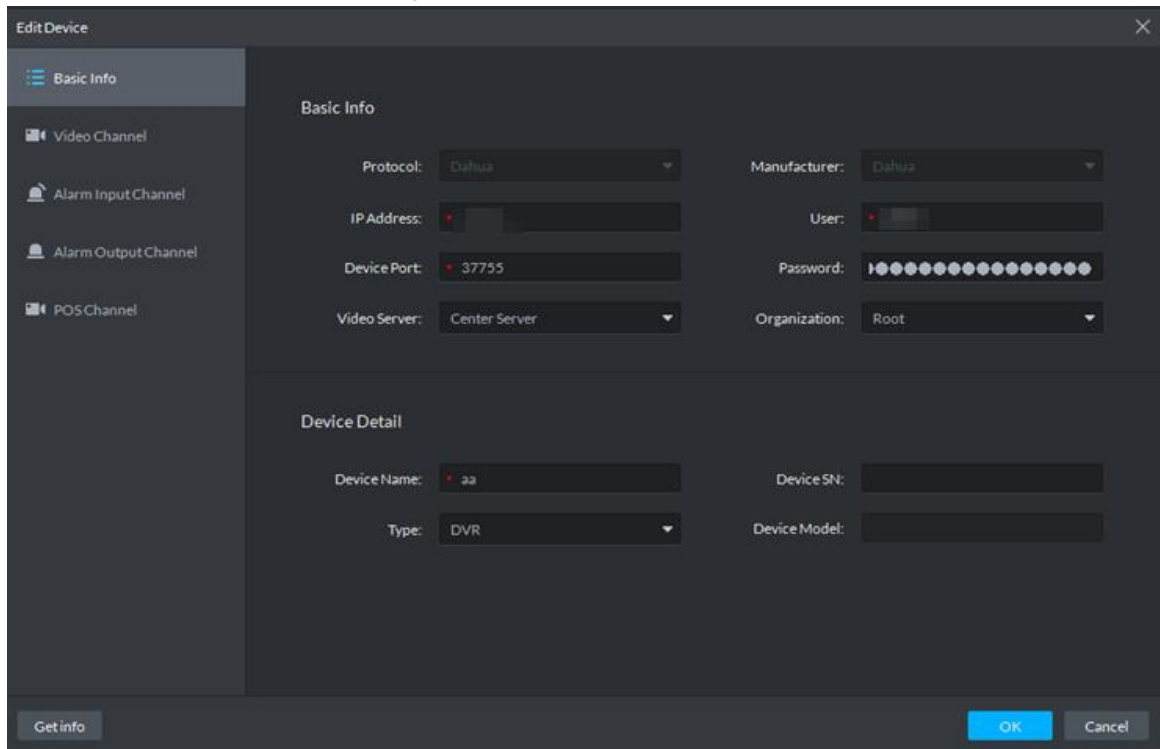 Edit Device
Basic Info
Video Channel
Alarm Input Channel
Alarm Output Channel
POS Channel
Basic Info
Protocol: Dahua Manufacturer: Dahua
IP Address: * User: *
Device Port: * 37755 Password:
Video Server: Center Server Organization: Root
Device Detail
Device Name: * aa Device SN:
Type: DVR Device Model:
Get info OK Cancel